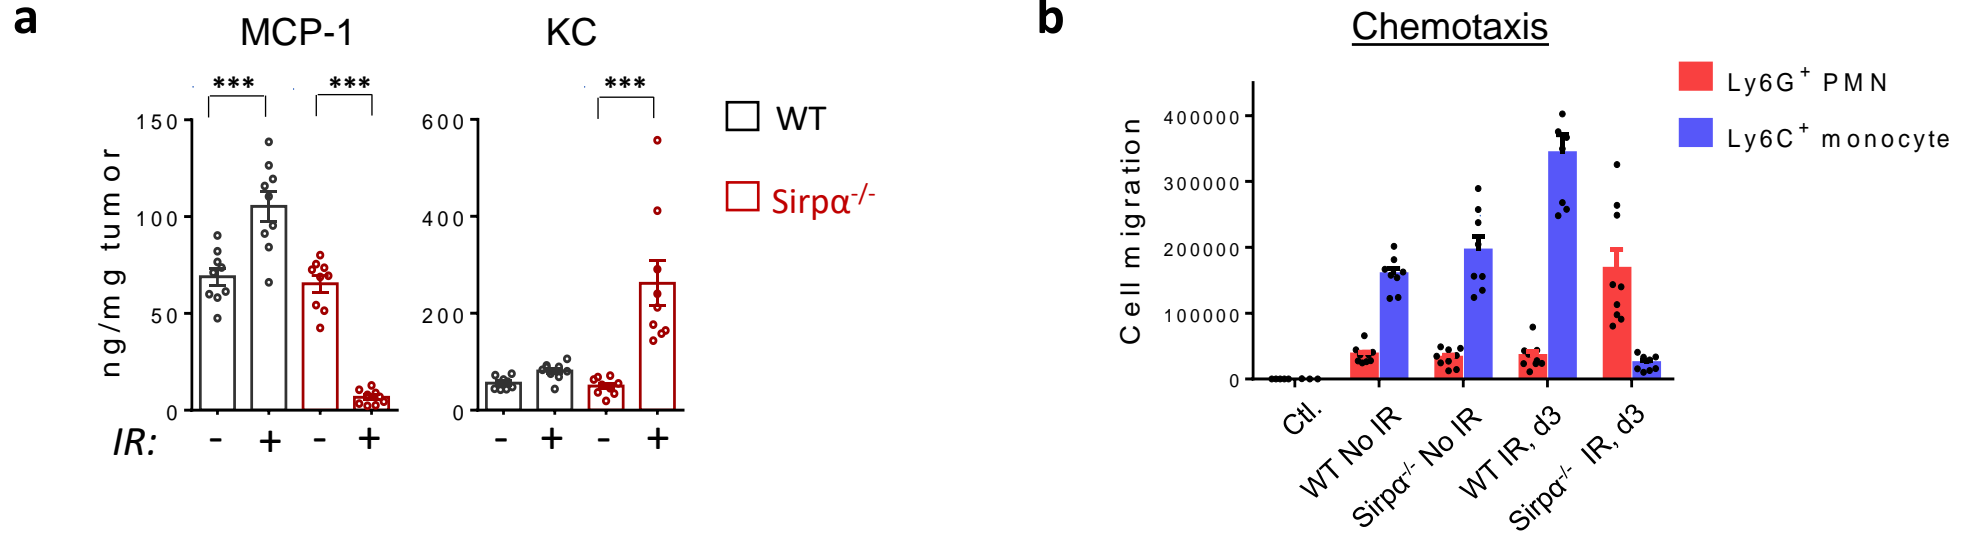 a
MCP-1
KC
*** ***
***
ng/mg tumor
150
100
50
0
600
400
200
0
IR: - + - +
- + - +
WT
Sirpα-/-
b
Chemotaxis
Ly6G+ PMN
Ly6C+ monocyte
Cell migration
400000
300000
200000
100000
0
Ctl.
WT No IR
Sirpα-/- No IR
WT IR, d3
Sirpα-/- IR, d3